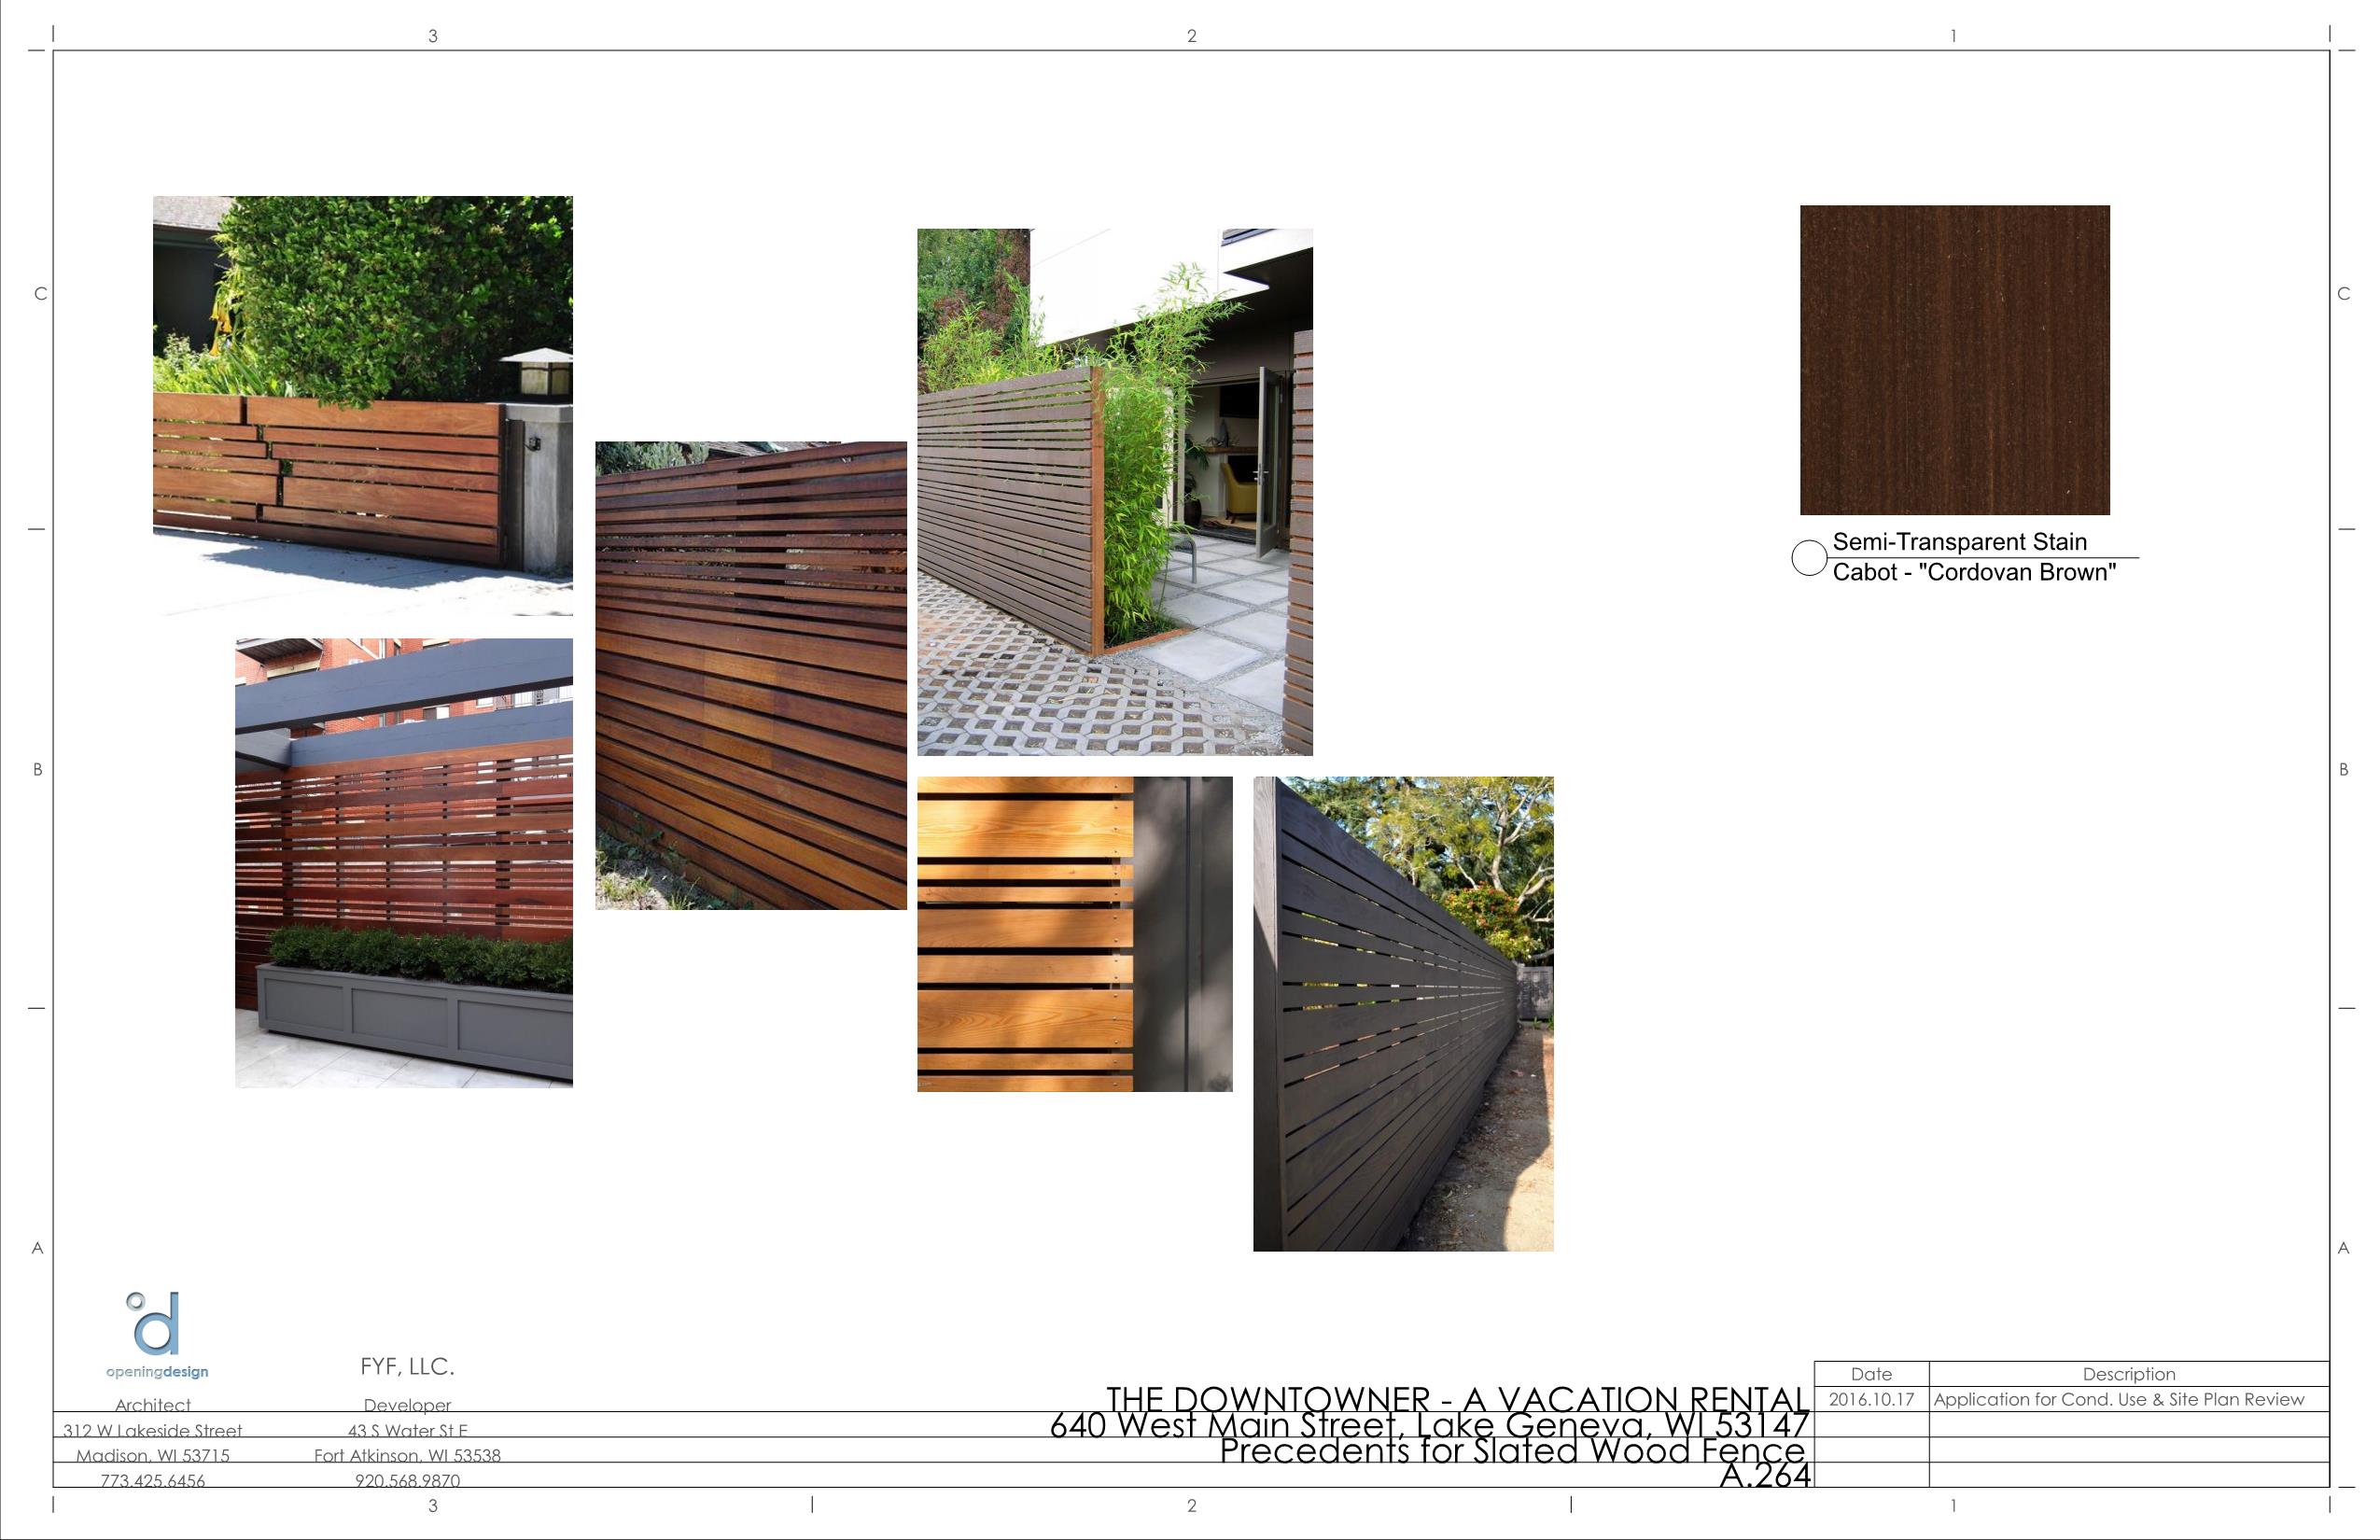 3
2
1
C
C
Semi-Transparent Stain
Cabot - "Cordovan Brown"
B
B
A
A
openingdesign
Architect
312 W Lakeside Street
Madison, WI 53715
773.425.6456
FYF, LLC.
Developer
43 S Water St E
Fort Atkinson, WI 53538
920.568.9870
THE DOWNTOWNER - A VACATION RENTAL
640 West Main Street, Lake Geneva, WI 53147
Precedents for Slated Wood Fence
A.264
Date Description
2016.10.17 Application for Cond. Use & Site Plan Review
3
2
1